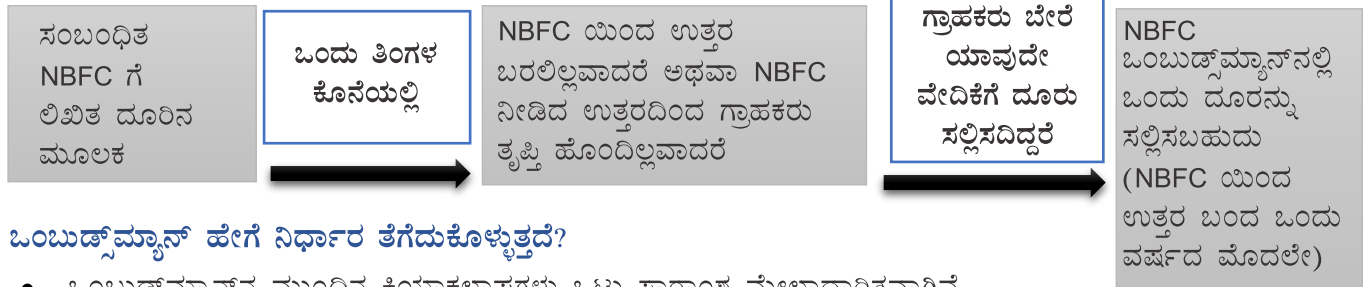 ಸಂಬಂಧಿತ
NBFC ಗೆ
ಲಿಖಿತ ದೂರಿನ
ಮೂಲಕ
ಒಂದು ತಿಂಗಳ
ಕೊನೆಯಲ್ಲಿ
NBFC ಯಿಂದ ಉತ್ತರ
ಬರಲಿಲ್ಲವಾದರೆ ಅಥವಾ NBFC
ನೀಡಿದ ಉತ್ತರದಿಂದ ಗ್ರಾಹಕರು
ತೃಪ್ತಿ ಹೊಂದಿಲ್ಲವಾದರೆ
ಗ್ರಾಹಕರು ಬೇರೆ
ಯಾವುದೇ
ವೇದಿಕೆಗೆ ದೂರು
ಸಲ್ಲಿಸದಿದ್ದರೆ
NBFC
ಒಂಬುಡ್ಸ್‌ಮ್ಯಾನ್‌ನಲ್ಲಿ
ಒಂದು ದೂರನ್ನು
ಸಲ್ಲಿಸಬಹುದು
(NBFC ಯಿಂದ
ಉತ್ತರ ಬಂದ ಒಂದು
ವರ್ಷದ ಮೊದಲೇ)
ಒಂಬುಡ್ಸ್‌ಮ್ಯಾನ್ ಹೇಗೆ ನಿರ್ಧಾರ ತೆಗೆದುಕೊಳ್ಳುತ್ತದೆ?